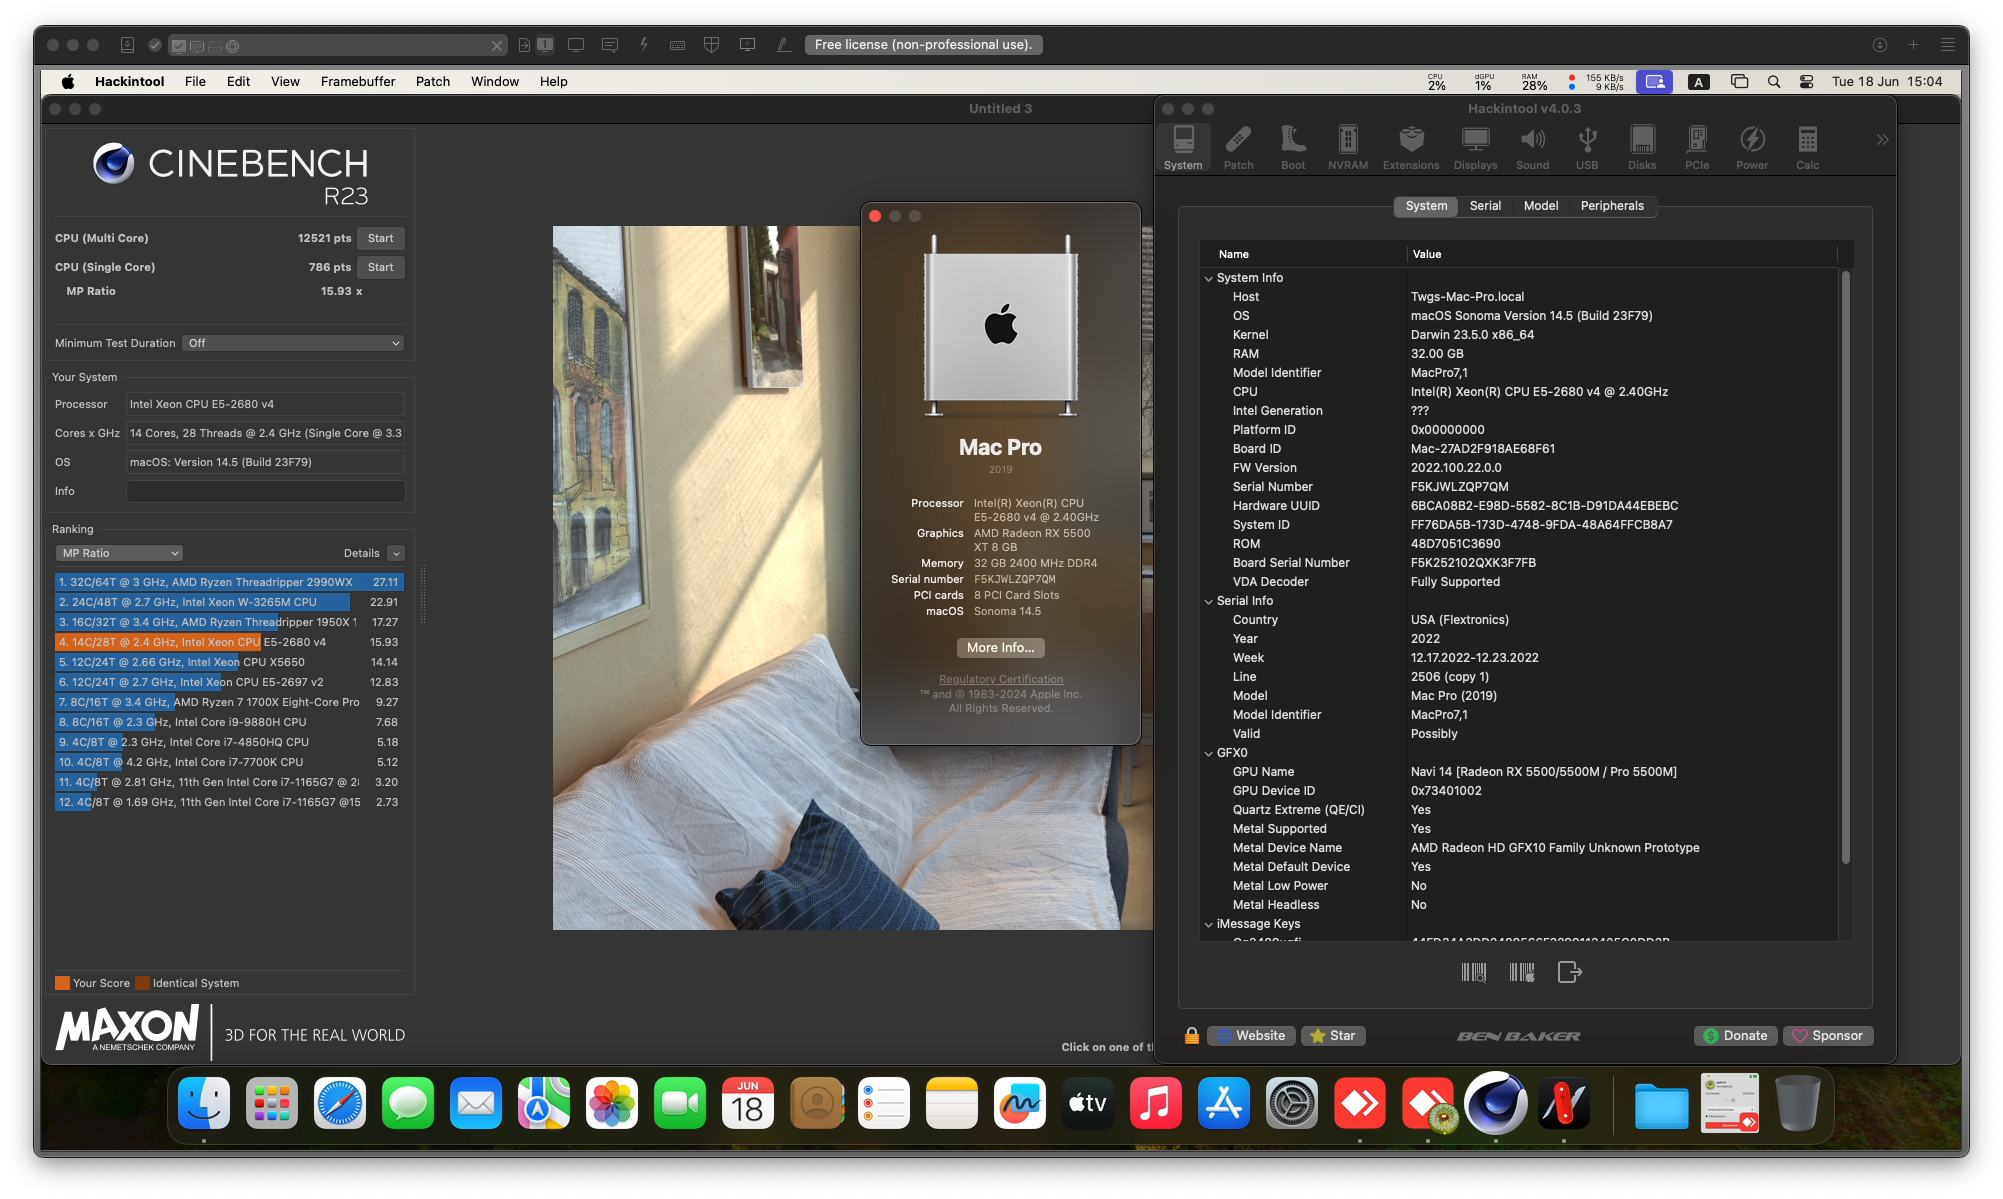 1
Free license (non-professional use).
Hackintool File Edit View Framebuffer Patch Window Help
CPU 2% dGPU 1% RAM 28% 155 KB/s 9 KB/s A Tue 18 Jun 15:04
Untitled 3
CINEBENCH
R23
CPU (Multi Core) 12521 pts Start
CPU (Single Core) 786 pts Start
MP Ratio 15.93 x
Minimum Test Duration Off
Your System
Processor Intel Xeon CPU E5-2680 v4
Cores x GHz 14 Cores, 28 Threads @ 2.4 GHz (Single Core @ 3.3
OS macOS: Version 14.5 (Build 23F79)
Info
Ranking
MP Ratio Details
1. 32C/64T @ 3 GHz, AMD Ryzen Threadripper 2990WX 27.11
2. 24C/48T @ 2.7 GHz, Intel Xeon W-3265M CPU 22.91
3. 16C/32T @ 3.4 GHz, AMD Ryzen Threadripper 1950X 1 17.27
4. 14C/28T @ 2.4 GHz, Intel Xeon CPU E5-2680 v4 15.93
5. 12C/24T @ 2.66 GHz, Intel Xeon CPU X5650 14.14
6. 12C/24T @ 2.7 GHz, Intel Xeon CPU E5-2697 v2 12.83
7. 8C/16T @ 3.4 GHz, AMD Ryzen 7 1700X Eight-Core Pro 9.27
8. 8C/16T @ 2.3 GHz, Intel Core i9-9880H CPU 7.68
9. 4C/8T @ 2.3 GHz, Intel Core i7-4850HQ CPU 5.18
10. 4C/8T @ 4.2 GHz, Intel Core i7-7700K CPU 5.12
11. 4C/8T @ 2.81 GHz, 11th Gen Intel Core i7-1165G7 @ 2 3.20
12. 4C/8T @ 1.69 GHz, 11th Gen Intel Core i7-1165G7 @15 2.73
Your Score Identical System
MAXON
A NEMETSCHEK COMPANY
3D FOR THE REAL WORLD
Click on one of t
Mac Pro
2019
Processor Intel(R) Xeon(R) CPU
E5-2680 v4 @ 2.40GHz
Graphics AMD Radeon RX 5500
XT 8 GB
Memory 32 GB 2400 MHz DDR4
Serial number F5KJWLZQP7QM
PCI cards 8 PCI Card Slots
macOS Sonoma 14.5
More Info...
Regulatory Certification
™ and © 1983-2024 Apple Inc.
All Rights Reserved.
Hackintool v4.0.3
System Patch Boot NVRAM Extensions Displays Sound USB Disks PCIe Power Calc
System Serial Model Peripherals
Name Value
System Info
Host Twgs-Mac-Pro.local
OS macOS Sonoma Version 14.5 (Build 23F79)
Kernel Darwin 23.5.0 x86_64
RAM 32.00 GB
Model Identifier MacPro7,1
CPU Intel(R) Xeon(R) CPU E5-2680 v4 @ 2.40GHz
Intel Generation ???
Platform ID 0x00000000
Board ID Mac-27AD2F918AE68F61
FW Version 2022.100.22.0.0
Serial Number F5KJWLZQP7QM
Hardware UUID 6BCA08B2-E98D-5582-8C1B-D91DA44EBEBC
System ID FF76DA5B-173D-4748-9FDA-48A64FFCB8A7
ROM 48D7051C3690
Board Serial Number F5K252102QXK3F7FB
VDA Decoder Fully Supported
Serial Info
Country USA (Flextronics)
Year 2022
Week 12.17.2022-12.23.2022
Line 2506 (copy 1)
Model Mac Pro (2019)
Model Identifier MacPro7,1
Valid Possibly
GFX0
GPU Name Navi 14 [Radeon RX 5500/5500M / Pro 5500M]
GPU Device ID 0x73401002
Quartz Extreme (QE/CI) Yes
Metal Supported Yes
Metal Device Name AMD Radeon HD GFX10 Family Unknown Prototype
Metal Default Device Yes
Metal Low Power No
Metal Headless No
iMessage Keys
Website Star BEN BAKER Donate Sponsor
JUN
18
tv